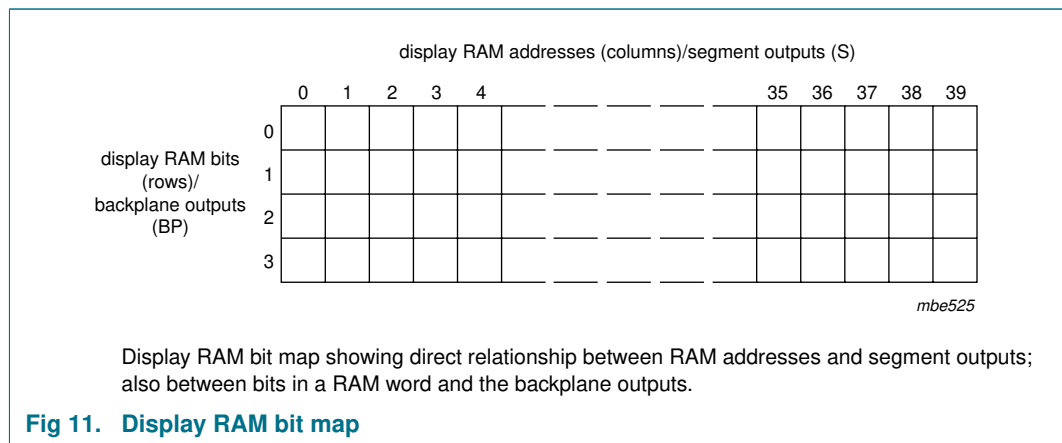 display RAM addresses (columns)/segment outputs (S)
0 1 2 3 4 35 36 37 38 39
0
display RAM bits
1
(rows)/
backplane outputs
2
(BP)
3
mbe525
Display RAM bit map showing direct relationship between RAM addresses and segment outputs;
also between bits in a RAM word and the backplane outputs.
Fig 11. Display RAM bit map